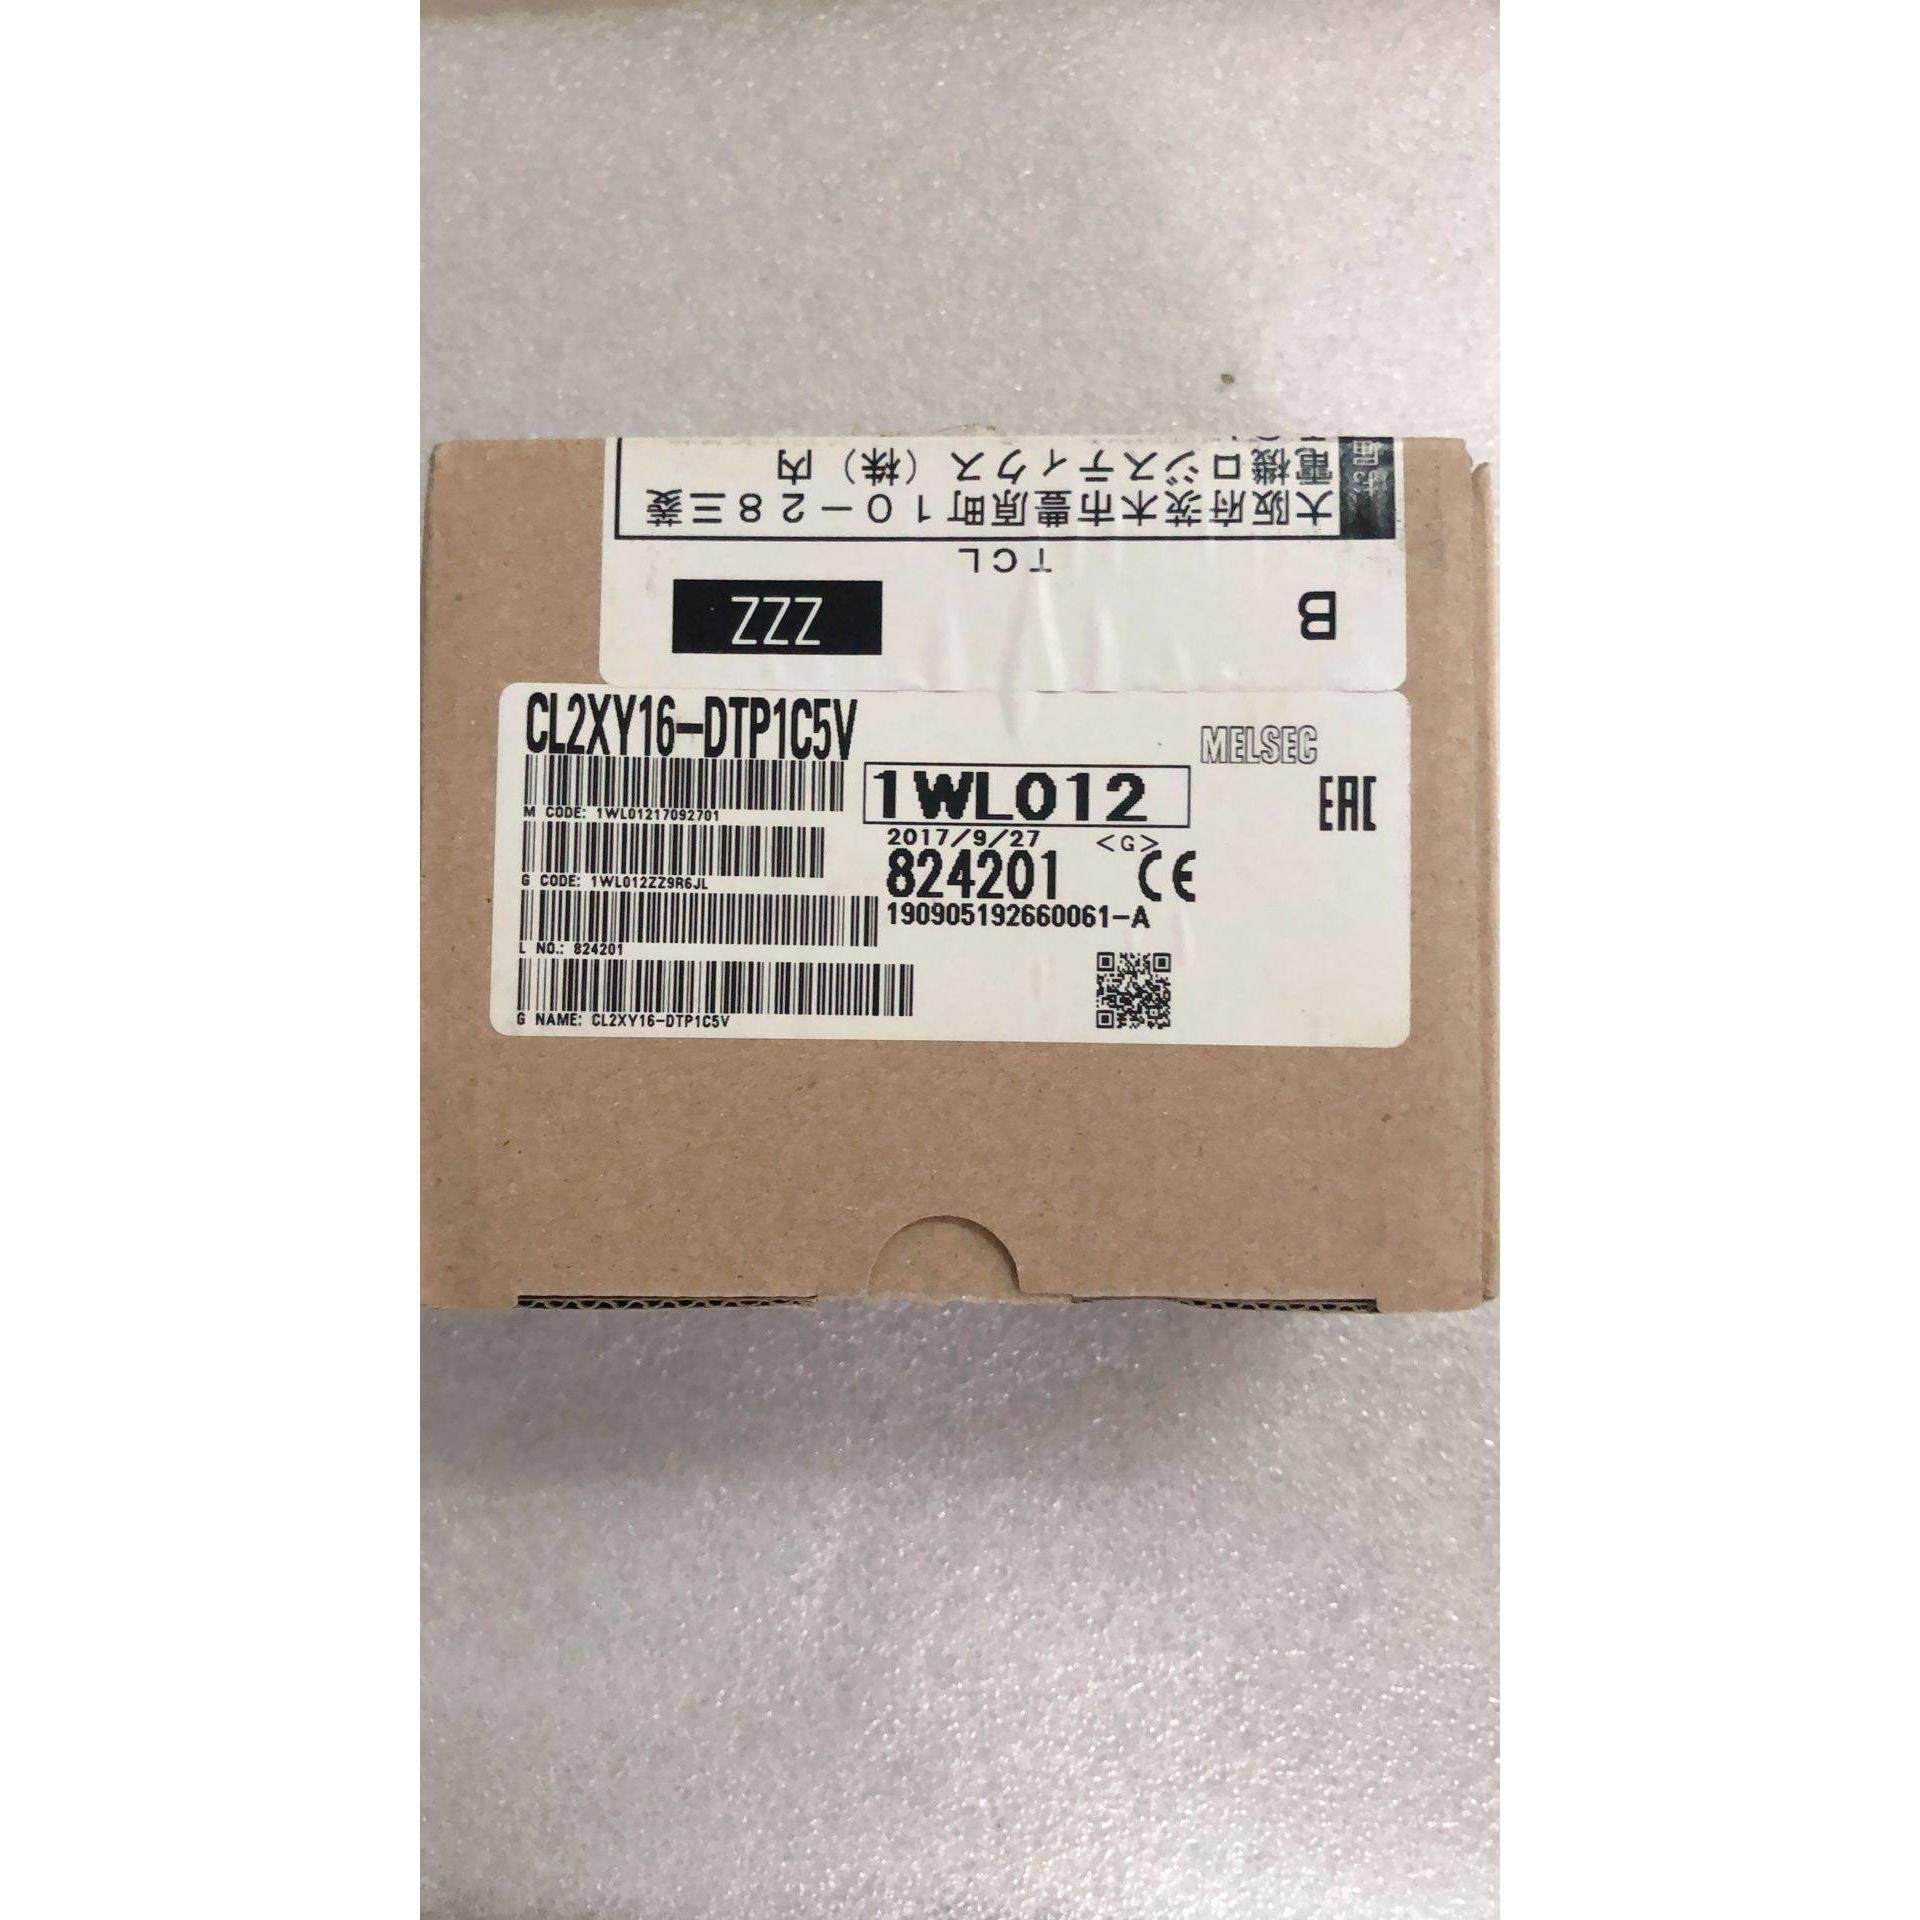 大阪府茨木市豊原町10-28三菱
電機ロジスティクス(株)内
TCL
B
ZZZ
CL2XY16-DTP1C5V
MELSEC
1WL012
EAC
M CODE: 1WL01217092701
2017/9/27 <G>
824201 CE
G CODE: 1WL012ZZ9R6JL
190905192660061-A
L NO.: 824201
G NAME: CL2XY16-DTP1C5V